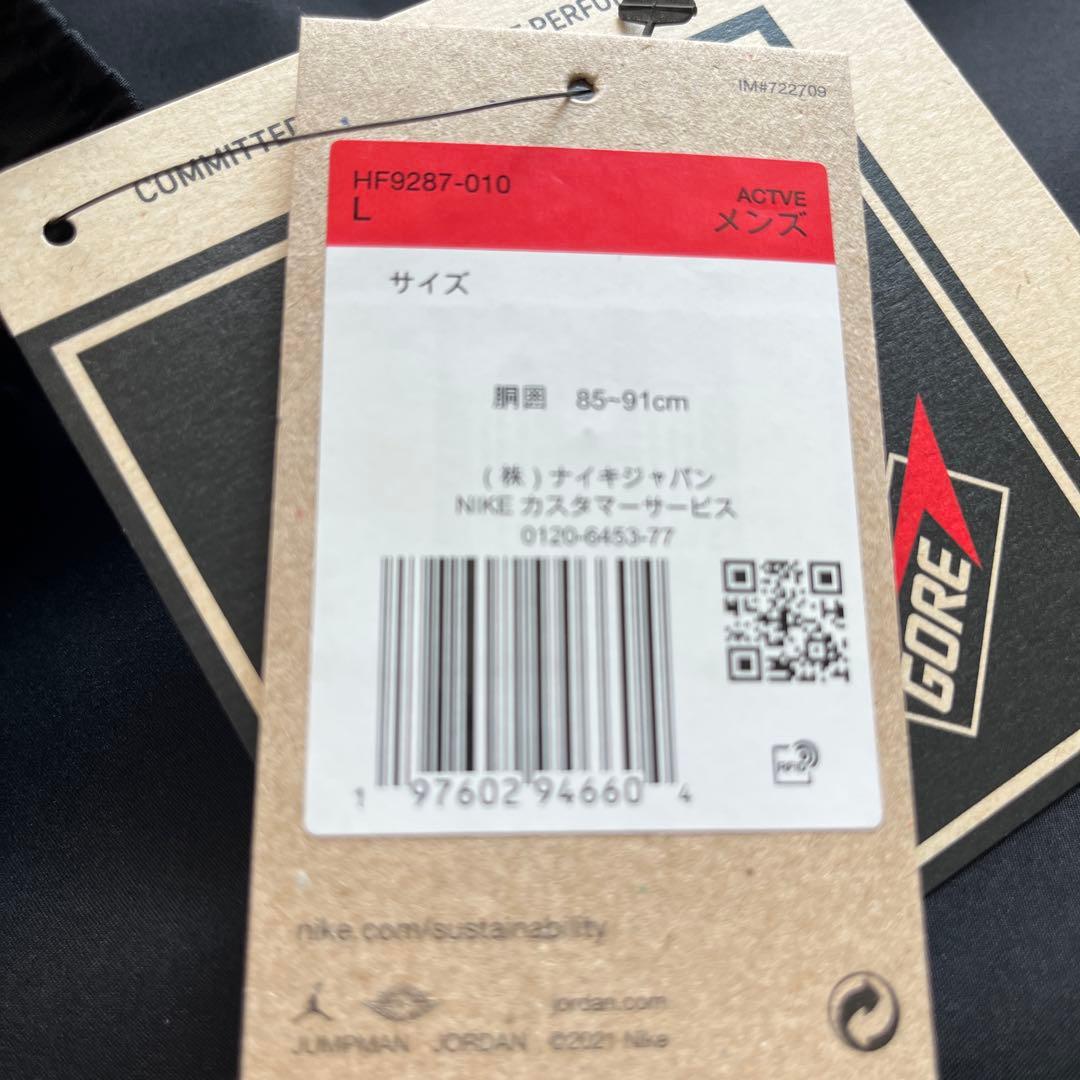 IM#722709
COMMITTED
PERFO
HF9287-010
L
ACTVE
メンズ
サイズ
胴囲 85~91cm
(株)ナイキジャパン
NIKE カスタマーサービス
0120-6453-77
1 97602 94660 4
RFID
GORE
nike.com/sustainability
jordan.com
JUMPMAN JORDAN ©2021 Nike